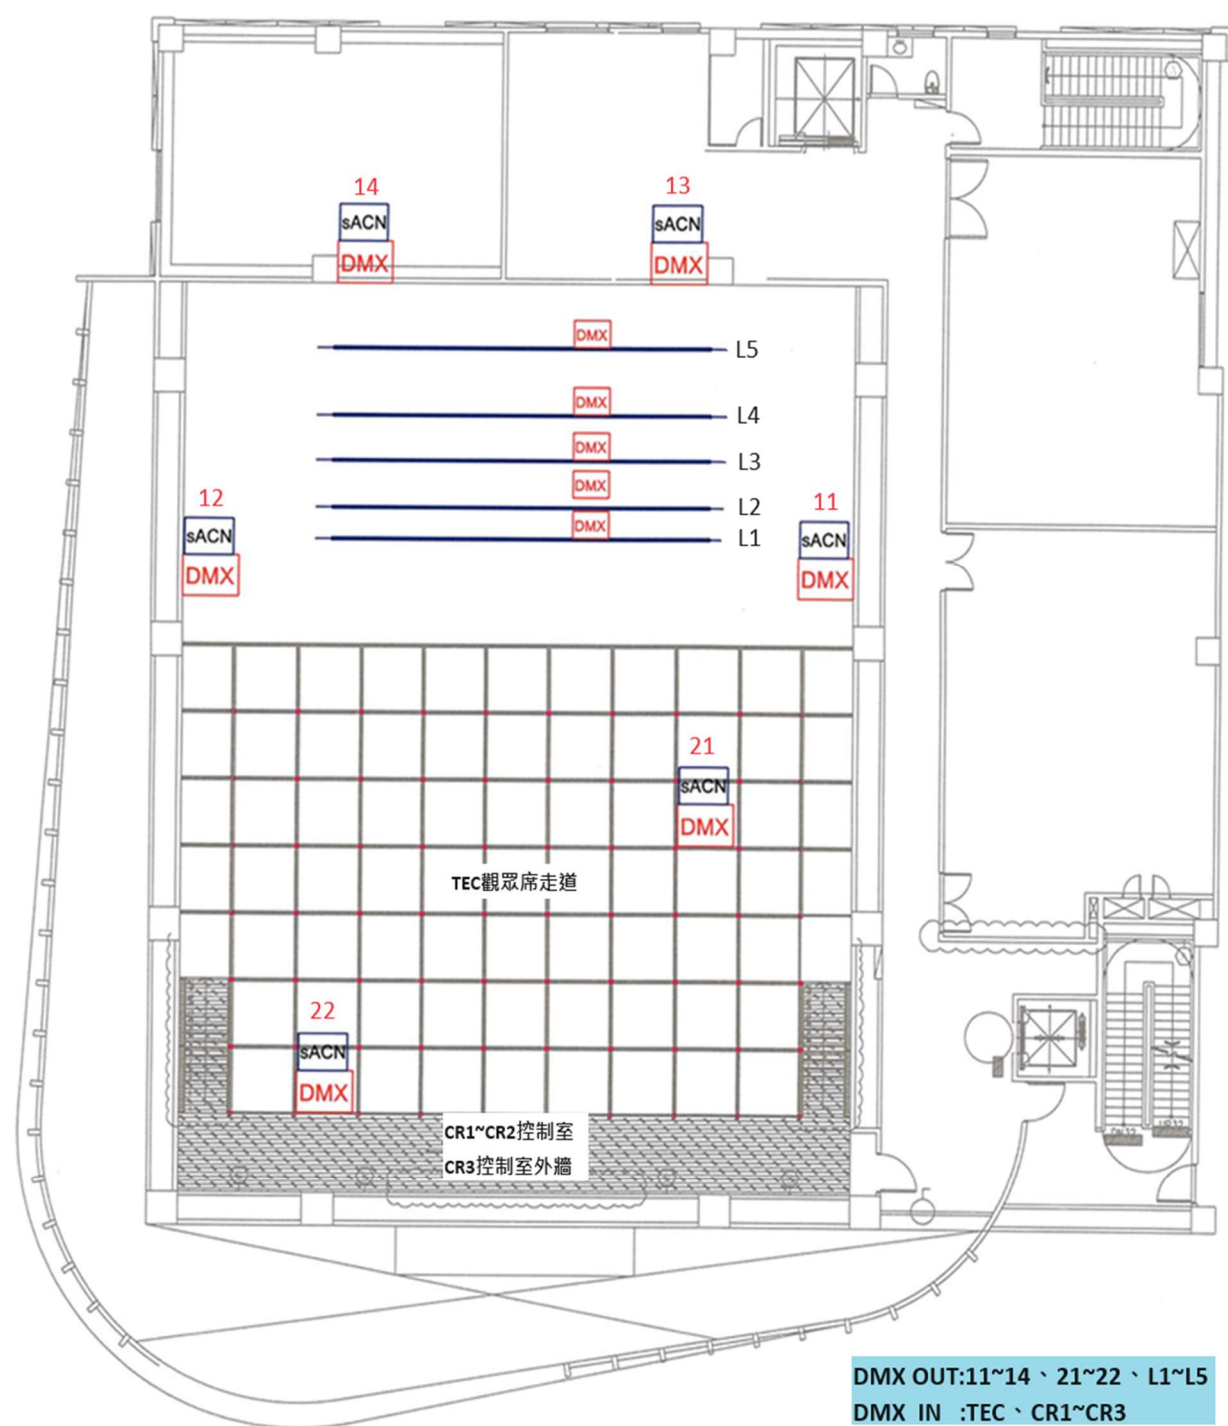 14
13
sACN
sACN
DMX
DMX
DMX
L5
DMX
L4
DMX
L3
DMX
L2
DMX
L1
12
11
sACN
sACN
DMX
DMX
21
sACN
DMX
TEC觀眾席走道
22
sACN
DMX
CR1~CR2控制室
CR3控制室外牆
DMX OUT:11~14、21~22、L1~L5
DMX IN :TEC、CR1~CR3